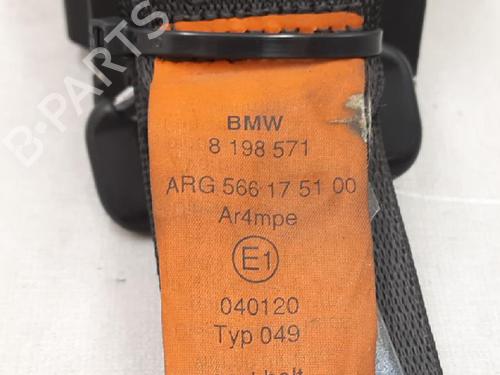 BMW
8 198 571
ARG 566 17 51 00
Ar4mpe
E1
040120
Typ 049
B-PARTS